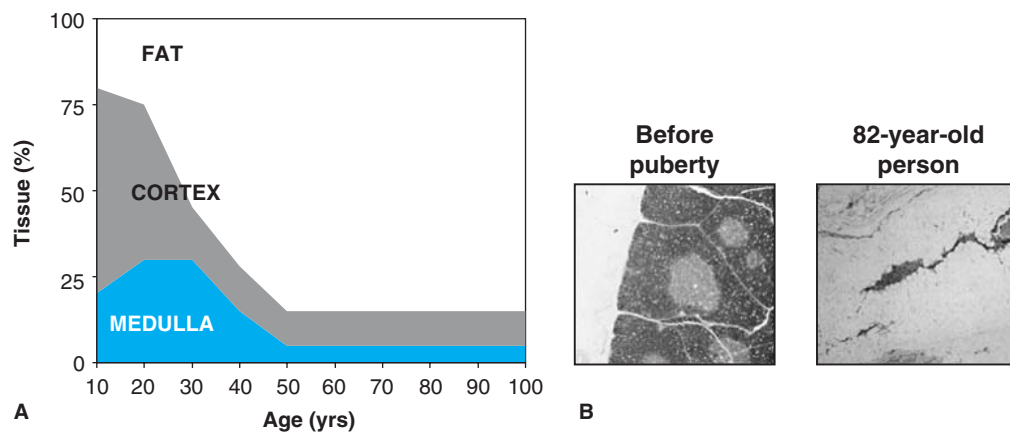 100
75
50
25
0
Tissue (%)
FAT
CORTEX
MEDULLA
10 20 30 40 50 60 70 80 90 100
Age (yrs)
A
Before
puberty
82-year-old
person
B